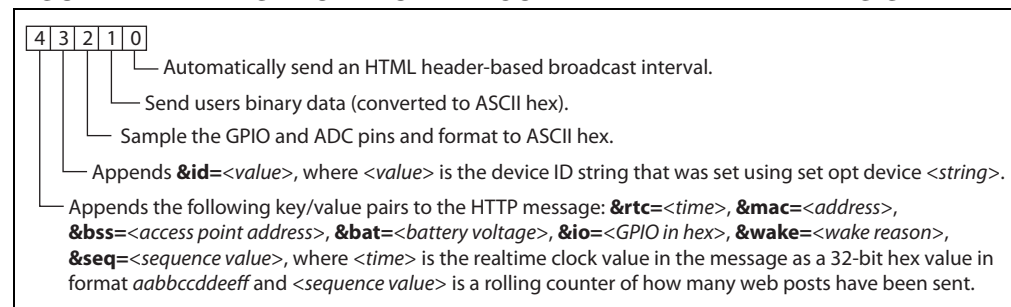 4 3 2 1 0
Automatically send an HTML header-based broadcast interval.
Send users binary data (converted to ASCII hex).
Sample the GPIO and ADC pins and format to ASCII hex.
Appends &id=<value>, where <value> is the device ID string that was set using set opt device <string>.
Appends the following key/value pairs to the HTTP message: &rtc=<time>, &mac=<address>,
&bss=<access point address>, &bat=<battery voltage>, &io=<GPIO in hex>, &wake=<wake reason>,
&seq=<sequence value>, where <time> is the realtime clock value in the message as a 32-bit hex value in
format aabbccddeeff and <sequence value> is a rolling counter of how many web posts have been sent.